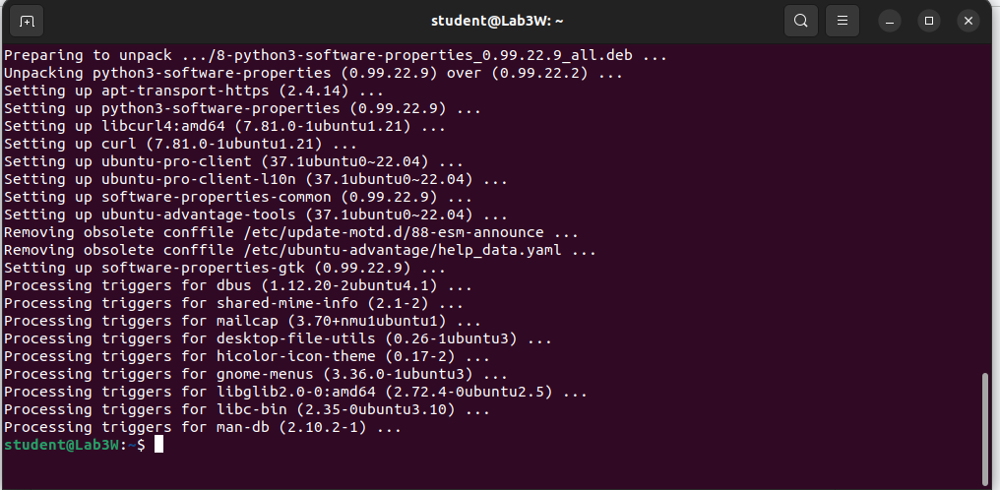 student@Lab3W: ~
Preparing to unpack .../8-python3-software-properties_0.99.22.9_all.deb ...
Unpacking python3-software-properties (0.99.22.9) over (0.99.22.2) ...
Setting up apt-transport-https (2.4.14) ...
Setting up python3-software-properties (0.99.22.9) ...
Setting up libcurl4:amd64 (7.81.0-1ubuntu1.21) ...
Setting up curl (7.81.0-1ubuntu1.21) ...
Setting up ubuntu-pro-client (37.1ubuntu0~22.04) ...
Setting up ubuntu-pro-client-l10n (37.1ubuntu0~22.04) ...
Setting up software-properties-common (0.99.22.9) ...
Setting up ubuntu-advantage-tools (37.1ubuntu0~22.04) ...
Removing obsolete conffile /etc/update-motd.d/88-esm-announce ...
Removing obsolete conffile /etc/ubuntu-advantage/help_data.yaml ...
Setting up software-properties-gtk (0.99.22.9) ...
Processing triggers for dbus (1.12.20-2ubuntu4.1) ...
Processing triggers for shared-mime-info (2.1-2) ...
Processing triggers for mailcap (3.70+nmu1ubuntu1) ...
Processing triggers for desktop-file-utils (0.26-1ubuntu3) ...
Processing triggers for hicolor-icon-theme (0.17-2) ...
Processing triggers for gnome-menus (3.36.0-1ubuntu3) ...
Processing triggers for libglib2.0-0:amd64 (2.72.4-0ubuntu2.5) ...
Processing triggers for libc-bin (2.35-0ubuntu3.10) ...
Processing triggers for man-db (2.10.2-1) ...
student@Lab3W:~$